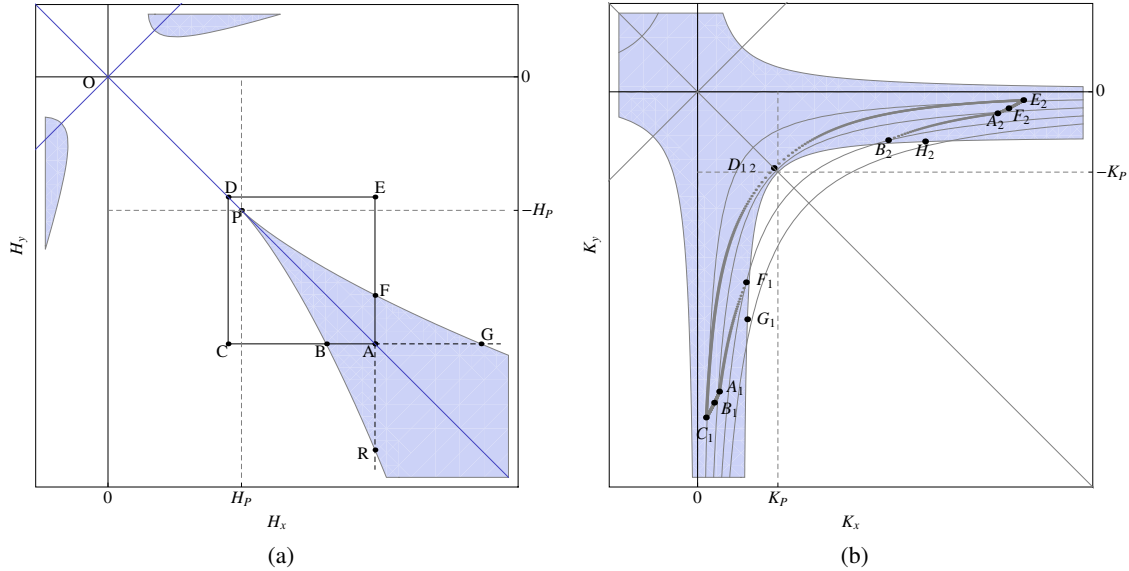 O
0
D
E
P
−H_P
F
G
C
B
A
R
0
H_P
H_x
H_y
(a)
0
E_2
A_2
F_2
B_2
H_2
D_{1 2}
−K_P
F_1
G_1
A_1
B_1
C_1
0
K_P
K_x
K_y
(b)